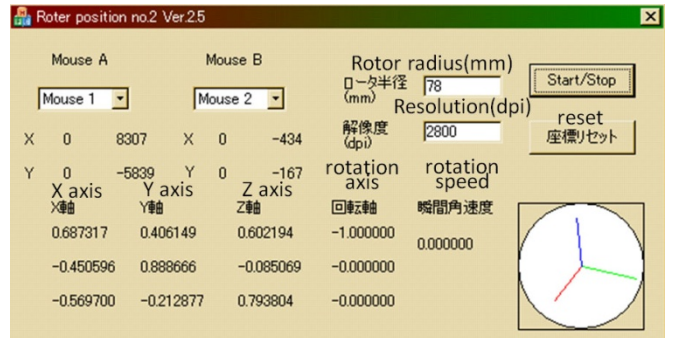 Roter position no.2 Ver.2.5
Mouse A Mouse B
Rotor radius(mm)
ロータ半径 (mm) 78
Start/Stop
Mouse 1 Mouse 2
Resolution(dpi)
解像度 (dpi) 2800
reset
座標リセット
X 0 8307 X 0 -434
Y 0 -5839 Y 0 -167
X axis Y axis Z axis rotation axis rotation speed
X軸 Y軸 Z軸 回転軸 瞬間角速度
0.687317 0.406149 0.602194 -1.000000 0.000000
-0.450596 0.888666 -0.085069 -0.000000
-0.569700 -0.212877 0.793804 -0.000000